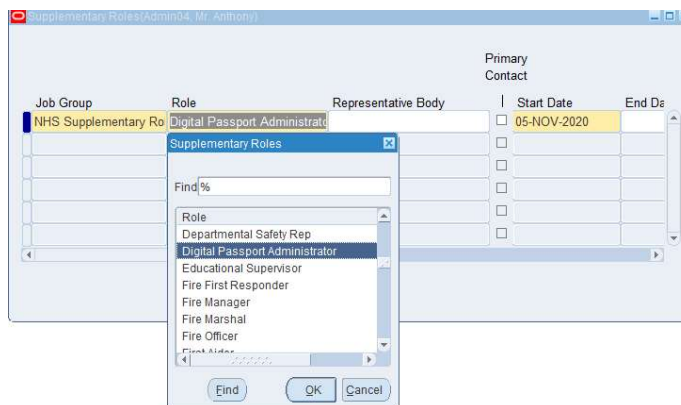 Supplementary Roles(Admin04, Mr. Anthony)
Primary
Contact
Job Group Role Representative Body | Start Date End Da
NHS Supplementary Ro Digital Passport Administrato 05-NOV-2020
Supplementary Roles
Find %
Role
Departmental Safety Rep
Digital Passport Administrator
Educational Supervisor
Fire First Responder
Fire Manager
Fire Marshal
Fire Officer
First Aider
Find OK Cancel